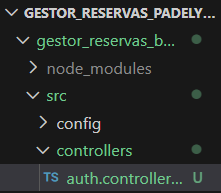 GESTOR_RESERVAS_PADELY...
gestor_reservas_b...
node_modules
src
config
controllers
TS auth.controller... U